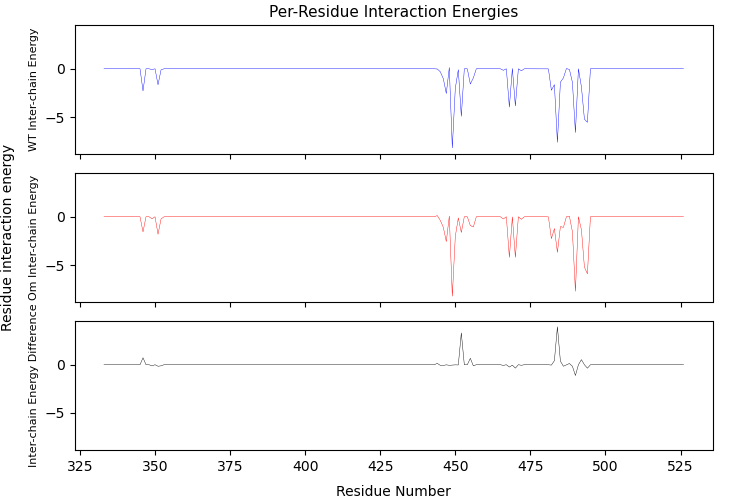 Per-Residue Interaction Energies
Residue interaction energy
WT Inter-chain Energy
0
−5
Om Inter-chain Energy
0
−5
Inter-chain Energy Difference
0
−5
325 350 375 400 425 450 475 500 525
Residue Number